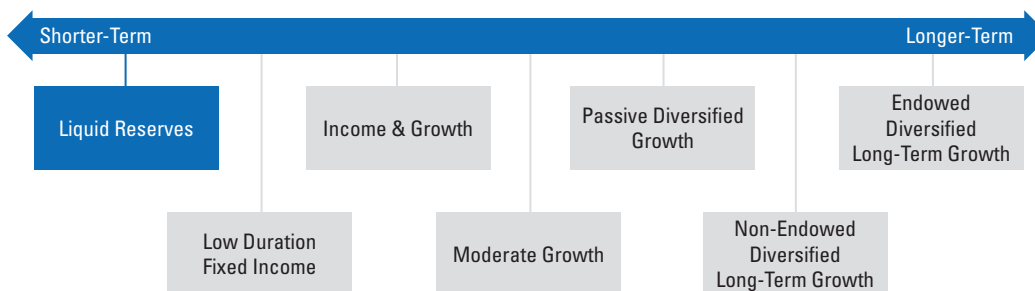 Shorter-Term
Longer-Term
Liquid Reserves
Income & Growth
Passive Diversified
Growth
Endowed
Diversified
Long-Term Growth
Low Duration
Fixed Income
Moderate Growth
Non-Endowed
Diversified
Long-Term Growth